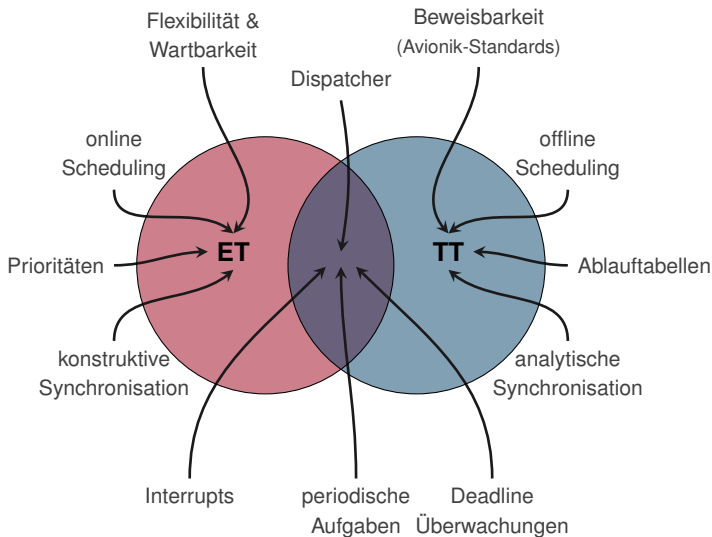 Flexibilität &
Wartbarkeit
Beweisbarkeit
(Avionik-Standards)
Dispatcher
online
Scheduling
offline
Scheduling
ET
TT
Prioritäten
Ablauftabellen
konstruktive
Synchronisation
analytische
Synchronisation
Interrupts
periodische
Aufgaben
Deadline
Überwachungen